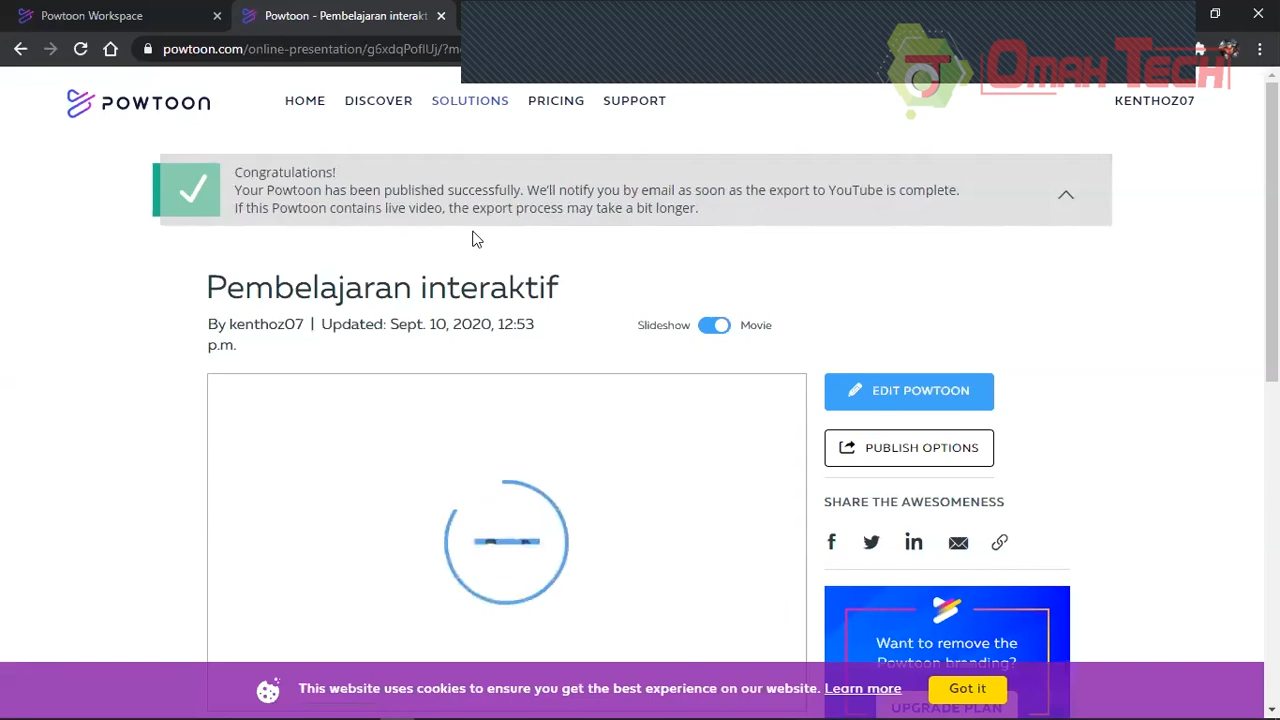 Powtoon Workspace
Powtoon - Pembelajaran interakt
powtoon.com/online-presentation/g6xdqPofIUj/?m
OMAH TECH
POWTOON
HOME DISCOVER SOLUTIONS PRICING SUPPORT
KENTHOZ07
Congratulations!
Your Powtoon has been published successfully. We'll notify you by email as soon as the export to YouTube is complete.
If this Powtoon contains live video, the export process may take a bit longer.
Pembelajaran interaktif
By kenthoz07 | Updated: Sept. 10, 2020, 12:53
p.m.
Slideshow Movie
EDIT POWTOON
PUBLISH OPTIONS
SHARE THE AWESOMENESS
Want to remove the
Powtoon branding?
UPGRADE PLAN
This website uses cookies to ensure you get the best experience on our website. Learn more
Got it